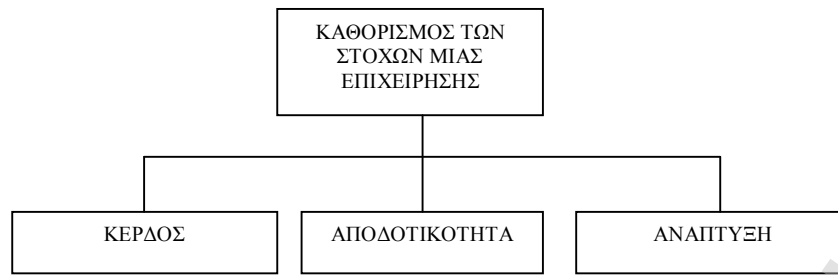 ΚΑΘΟΡΙΣΜΟΣ ΤΩΝ
ΣΤΟΧΩΝ ΜΙΑΣ
ΕΠΙΧΕΙΡΗΣΗΣ
ΚΕΡΔΟΣ
ΑΠΟΔΟΤΙΚΟΤΗΤΑ
ΑΝΑΠΤΥΞΗ